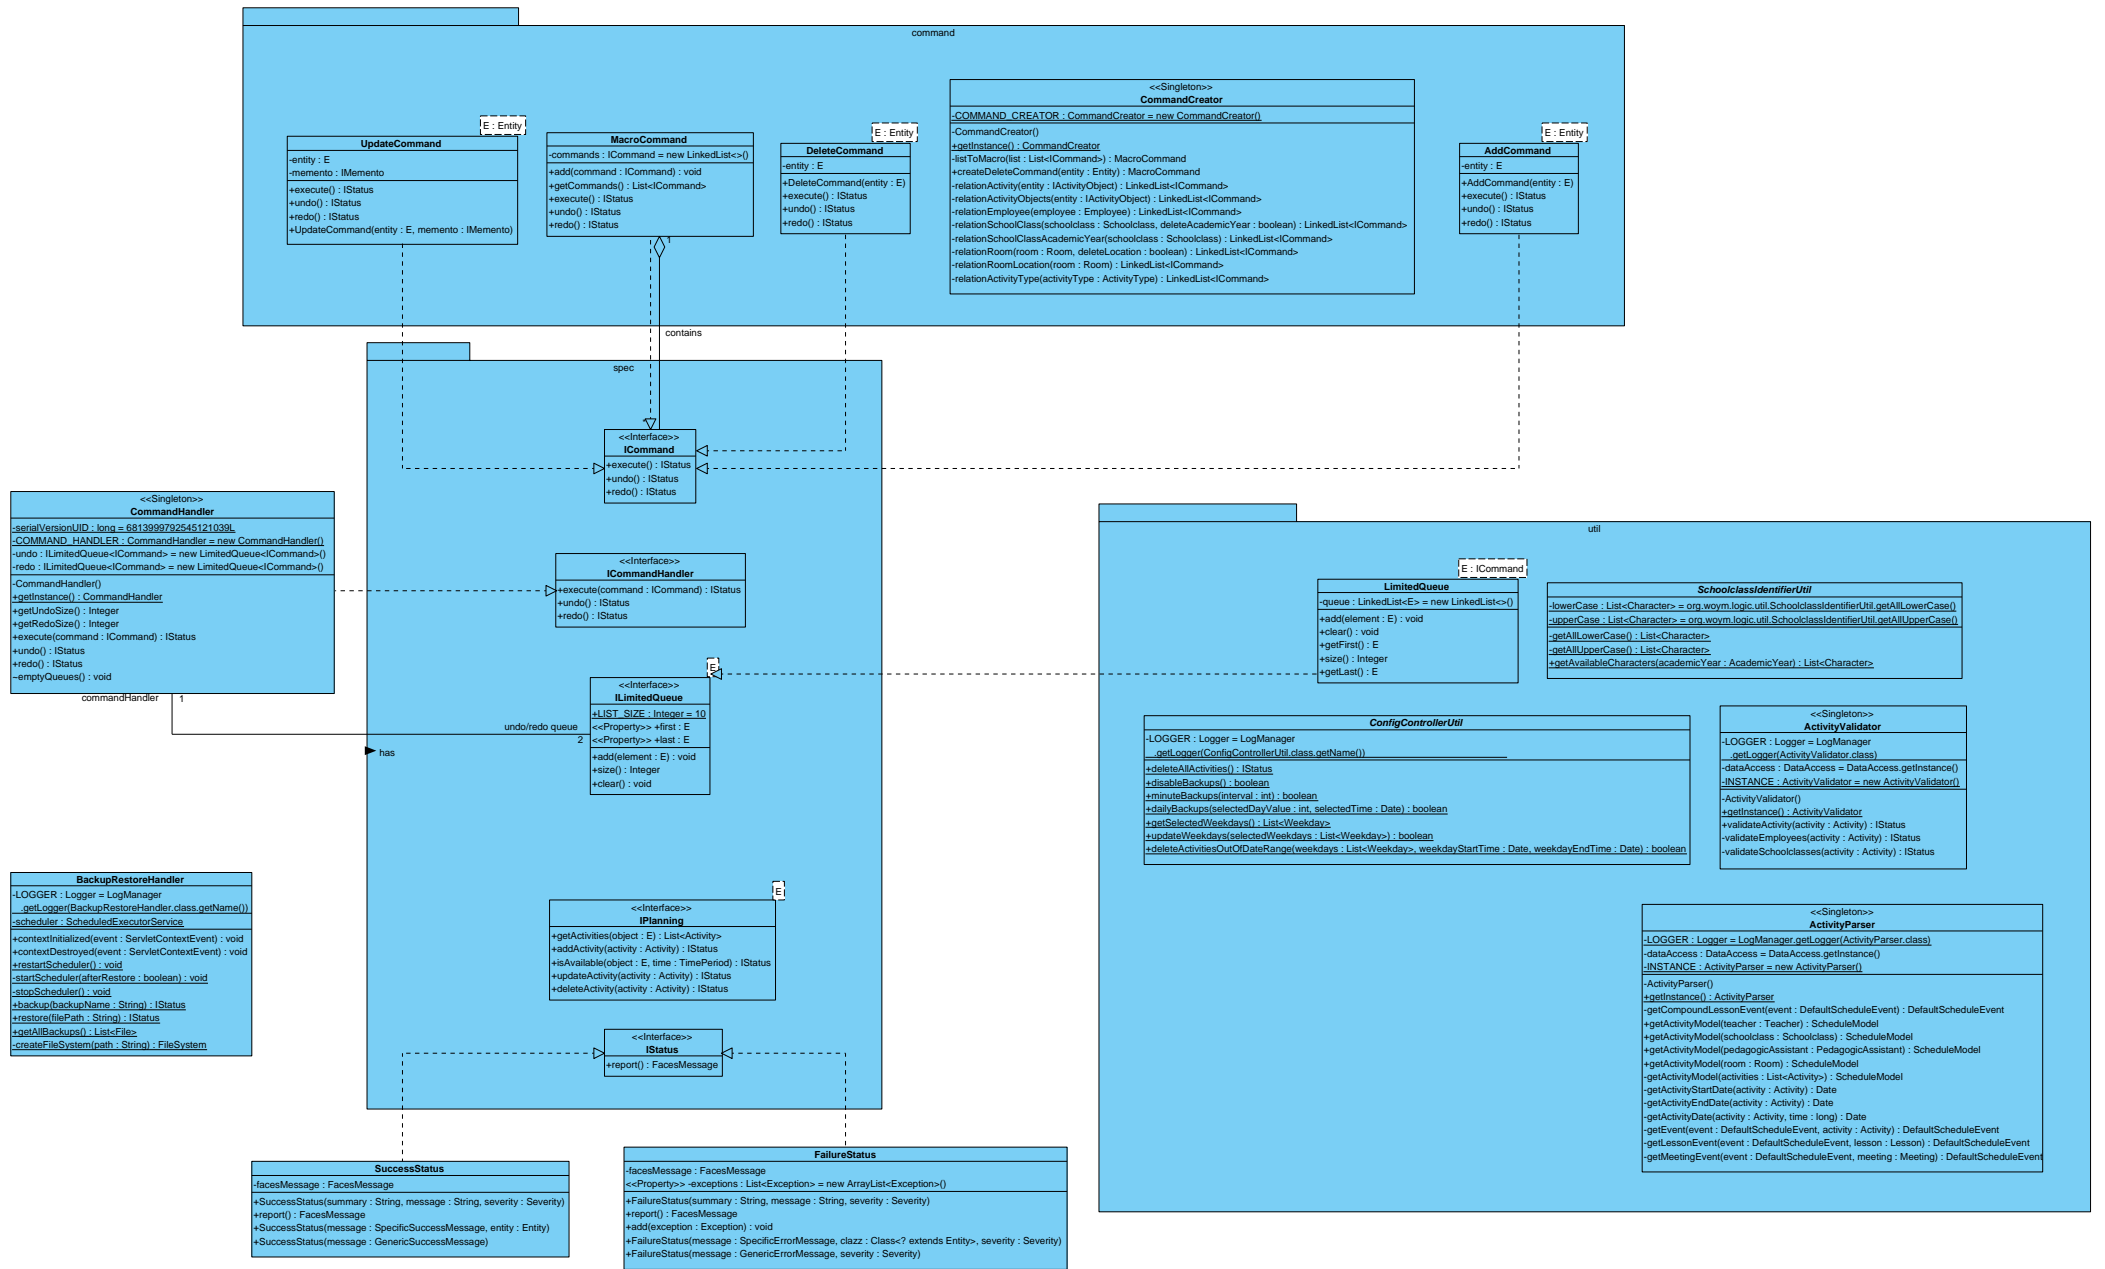 command
E : Entity
UpdateCommand
-entity : E
-memento : IMemento
+execute() : IStatus
+undo() : IStatus
+redo() : IStatus
+UpdateCommand(entity : E, memento : IMemento)
MacroCommand
-commands : ICommand = new LinkedList<>()
+add(command : ICommand) : void
+getCommands() : List<ICommand>
+execute() : IStatus
+undo() : IStatus
+redo() : IStatus
1
E : Entity
DeleteCommand
-entity : E
+DeleteCommand(entity : E)
+execute() : IStatus
+undo() : IStatus
+redo() : IStatus
<<Singleton>>
CommandCreator
-COMMAND_CREATOR : CommandCreator = new CommandCreator()
-CommandCreator()
+getInstance() : CommandCreator
-listToMacro(list : List<ICommand>) : MacroCommand
+createDeleteCommand(entity : Entity) : MacroCommand
-relationActivity(entity : IActivityObject) : LinkedList<ICommand>
-relationActivityObjects(entity : IActivityObject) : LinkedList<ICommand>
-relationEmployee(employee : Employee) : LinkedList<ICommand>
-relationSchoolClass(schoolclass : Schoolclass, deleteAcademicYear : boolean) : LinkedList<ICommand>
-relationSchoolClassAcademicYear(schoolclass : Schoolclass) : LinkedList<ICommand>
-relationRoom(room : Room, deleteLocation : boolean) : LinkedList<ICommand>
-relationRoomLocation(room : Room) : LinkedList<ICommand>
-relationActivityType(activityType : ActivityType) : LinkedList<ICommand>
E : Entity
AddCommand
-entity : E
+AddCommand(entity : E)
+execute() : IStatus
+undo() : IStatus
+redo() : IStatus
contains
spec
<<Interface>>
ICommand
+execute() : IStatus
+undo() : IStatus
+redo() : IStatus
<<Singleton>>
CommandHandler
-serialVersionUID : long = 6813999792545121039L
-COMMAND_HANDLER : CommandHandler = new CommandHandler()
-undo : ILimitedQueue<ICommand> = new LimitedQueue<ICommand>()
-redo : ILimitedQueue<ICommand> = new LimitedQueue<ICommand>()
-CommandHandler()
+getInstance() : CommandHandler
+getUndoSize() : Integer
+getRedoSize() : Integer
+execute(command : ICommand) : IStatus
+undo() : IStatus
+redo() : IStatus
~emptyQueues() : void
commandHandler
1
<<Interface>>
ICommandHandler
+execute(command : ICommand) : IStatus
+undo() : IStatus
+redo() : IStatus
E
<<Interface>>
ILimitedQueue
+LIST_SIZE : Integer = 10
<<Property>> +first : E
<<Property>> +last : E
+add(element : E) : void
+size() : Integer
+clear() : void
undo/redo queue
2
has
util
E : ICommand
LimitedQueue
-queue : LinkedList<E> = new LinkedList<>()
+add(element : E) : void
+clear() : void
+getFirst() : E
+size() : Integer
+getLast() : E
SchoolclassIdentifierUtil
-lowerCase : List<Character> = org.woym.logic.util.SchoolclassIdentifierUtil.getAllLowerCase()
-upperCase : List<Character> = org.woym.logic.util.SchoolclassIdentifierUtil.getAllUpperCase()
-getAllLowerCase() : List<Character>
-getAllUpperCase() : List<Character>
+getAvailableCharacters(academicYear : AcademicYear) : List<Character>
ConfigControllerUtil
-LOGGER : Logger = LogManager
.getLogger(ConfigControllerUtil.class.getName())
+deleteAllActivities() : IStatus
+disableBackups() : boolean
+minuteBackups(interval : int) : boolean
+dailyBackups(selectedDayValue : int, selectedTime : Date) : boolean
+getSelectedWeekdays() : List<Weekday>
+updateWeekdays(selectedWeekdays : List<Weekday>) : boolean
+deleteActivitiesOutOfDateRange(weekdays : List<Weekday>, weekdayStartTime : Date, weekdayEndTime : Date) : boolean
<<Singleton>>
ActivityValidator
-LOGGER : Logger = LogManager
.getLogger(ActivityValidator.class)
-dataAccess : DataAccess = DataAccess.getInstance()
-INSTANCE : ActivityValidator = new ActivityValidator()
-ActivityValidator()
+getInstance() : ActivityValidator
+validateActivity(activity : Activity) : IStatus
-validateEmployees(activity : Activity) : IStatus
-validateSchoolclasses(activity : Activity) : IStatus
BackupRestoreHandler
-LOGGER : Logger = LogManager
.getLogger(BackupRestoreHandler.class.getName())
-scheduler : ScheduledExecutorService
+contextInitialized(event : ServletContextEvent) : void
+contextDestroyed(event : ServletContextEvent) : void
+restartScheduler() : void
-startScheduler(afterRestore : boolean) : void
-stopScheduler() : void
+backup(backupName : String) : IStatus
+restore(filePath : String) : IStatus
+getAllBackups() : List<File>
-createFileSystem(path : String) : FileSystem
E
<<Interface>>
IPlanning
+getActivities(object : E) : List<Activity>
+addActivity(activity : Activity) : IStatus
+isAvailable(object : E, time : TimePeriod) : IStatus
+updateActivity(activity : Activity) : IStatus
+deleteActivity(activity : Activity) : IStatus
<<Interface>>
IStatus
+report() : FacesMessage
<<Singleton>>
ActivityParser
-LOGGER : Logger = LogManager.getLogger(ActivityParser.class)
-dataAccess : DataAccess = DataAccess.getInstance()
-INSTANCE : ActivityParser = new ActivityParser()
-ActivityParser()
+getInstance() : ActivityParser
-getCompoundLessonEvent(event : DefaultScheduleEvent) : DefaultScheduleEvent
+getActivityModel(teacher : Teacher) : ScheduleModel
+getActivityModel(schoolclass : Schoolclass) : ScheduleModel
+getActivityModel(pedagogicAssistant : PedagogicAssistant) : ScheduleModel
+getActivityModel(room : Room) : ScheduleModel
-getActivityModel(activities : List<Activity>) : ScheduleModel
-getActivityStartDate(activity : Activity) : Date
-getActivityEndDate(activity : Activity) : Date
-getActivityDate(activity : Activity, time : long) : Date
-getEvent(event : DefaultScheduleEvent, activity : Activity) : DefaultScheduleEvent
-getLessonEvent(event : DefaultScheduleEvent, lesson : Lesson) : DefaultScheduleEvent
-getMeetingEvent(event : DefaultScheduleEvent, meeting : Meeting) : DefaultScheduleEvent
SuccessStatus
-facesMessage : FacesMessage
+SuccessStatus(summary : String, message : String, severity : Severity)
+report() : FacesMessage
+SuccessStatus(message : SpecificSuccessMessage, entity : Entity)
+SuccessStatus(message : GenericSuccessMessage)
FailureStatus
-facesMessage : FacesMessage
<<Property>> -exceptions : List<Exception> = new ArrayList<Exception>()
+FailureStatus(summary : String, message : String, severity : Severity)
+report() : FacesMessage
+add(exception : Exception) : void
+FailureStatus(message : SpecificErrorMessage, clazz : Class<? extends Entity>, severity : Severity)
+FailureStatus(message : GenericErrorMessage, severity : Severity)